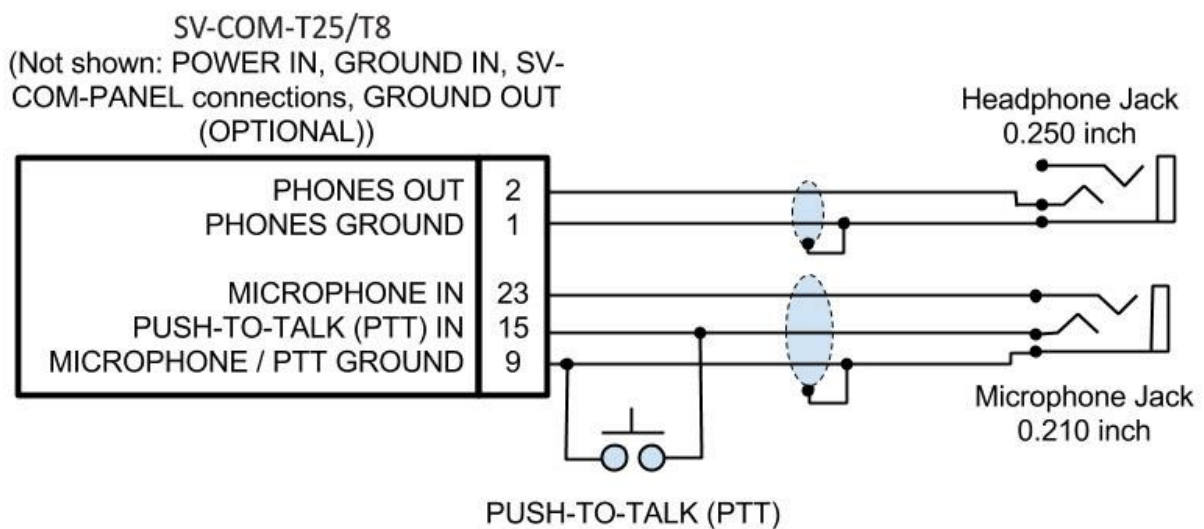 SV-COM-T25/T8
(Not shown: POWER IN, GROUND IN, SV-
COM-PANEL connections, GROUND OUT
(OPTIONAL))
Headphone Jack
0.250 inch
PHONES OUT 2
PHONES GROUND 1
MICROPHONE IN 23
PUSH-TO-TALK (PTT) IN 15
MICROPHONE / PTT GROUND 9
Microphone Jack
0.210 inch
PUSH-TO-TALK (PTT)